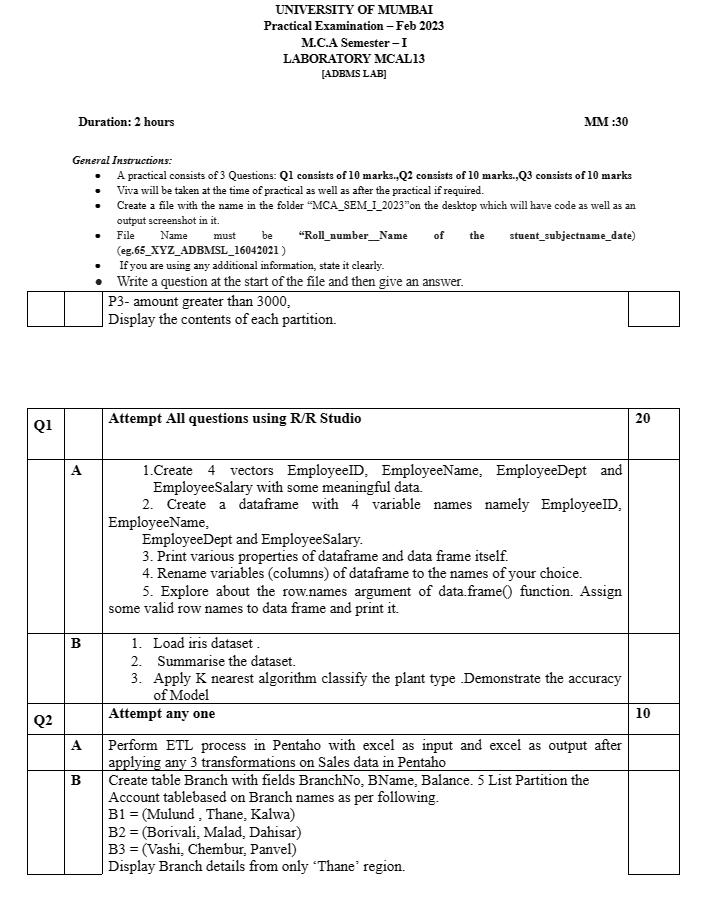 UNIVERSITY OF MUMBAI
Practical Examination – Feb 2023
M.C.A Semester – I
LABORATORY MCAL13
[ADBMS LAB]
Duration: 2 hours MM :30
General Instructions:
• A practical consists of 3 Questions: Q1 consists of 10 marks.,Q2 consists of 10 marks.,Q3 consists of 10 marks
• Viva will be taken at the time of practical as well as after the practical if required.
• Create a file with the name in the folder “MCA_SEM_I_2023”on the desktop which will have code as well as an
output screenshot in it.
• File Name must be “Roll_number__Name of the stuent_subjectname_date)
(eg.65_XYZ_ADBMSL_16042021 )
• If you are using any additional information, state it clearly.
• Write a question at the start of the file and then give an answer.
P3- amount greater than 3000,
Display the contents of each partition.
Q1 Attempt All questions using R/R Studio 20
A 1.Create 4 vectors EmployeeID, EmployeeName, EmployeeDept and
EmployeeSalary with some meaningful data.
2. Create a dataframe with 4 variable names namely EmployeeID,
EmployeeName,
EmployeeDept and EmployeeSalary.
3. Print various properties of dataframe and data frame itself.
4. Rename variables (columns) of dataframe to the names of your choice.
5. Explore about the row.names argument of data.frame() function. Assign
some valid row names to data frame and print it.
B 1. Load iris dataset .
2. Summarise the dataset.
3. Apply K nearest algorithm classify the plant type .Demonstrate the accuracy
of Model
Q2 Attempt any one 10
A Perform ETL process in Pentaho with excel as input and excel as output after
applying any 3 transformations on Sales data in Pentaho
B Create table Branch with fields BranchNo, BName, Balance. 5 List Partition the
Account tablebased on Branch names as per following.
B1 = (Mulund , Thane, Kalwa)
B2 = (Borivali, Malad, Dahisar)
B3 = (Vashi, Chembur, Panvel)
Display Branch details from only ‘Thane’ region.